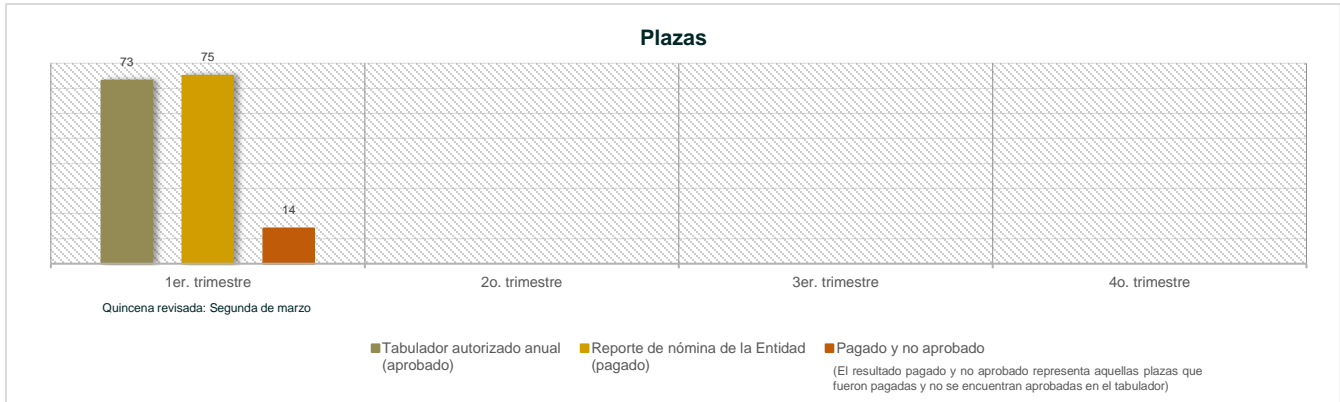 Plazas
73
75
14
1er. trimestre
2o. trimestre
3er. trimestre
4o. trimestre
Quincena revisada: Segunda de marzo
Tabulador autorizado anual
(aprobado)
Reporte de nómina de la Entidad
(pagado)
Pagado y no aprobado
(El resultado pagado y no aprobado representa aquellas plazas que
fueron pagadas y no se encuentran aprobadas en el tabulador)